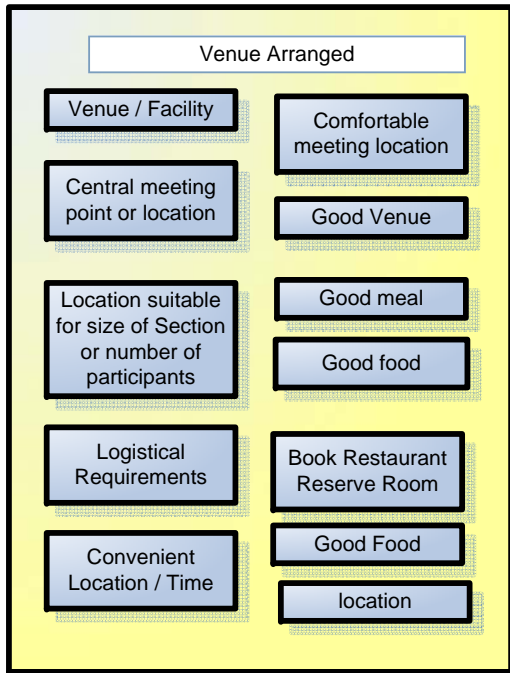 Venue Arranged
Venue / Facility
Central meeting
point or location
Location suitable
for size of Section
or number of
participants
Logistical
Requirements
Convenient
Location / Time
Comfortable
meeting location
Good Venue
Good meal
Good food
Book Restaurant
Reserve Room
Good Food
location